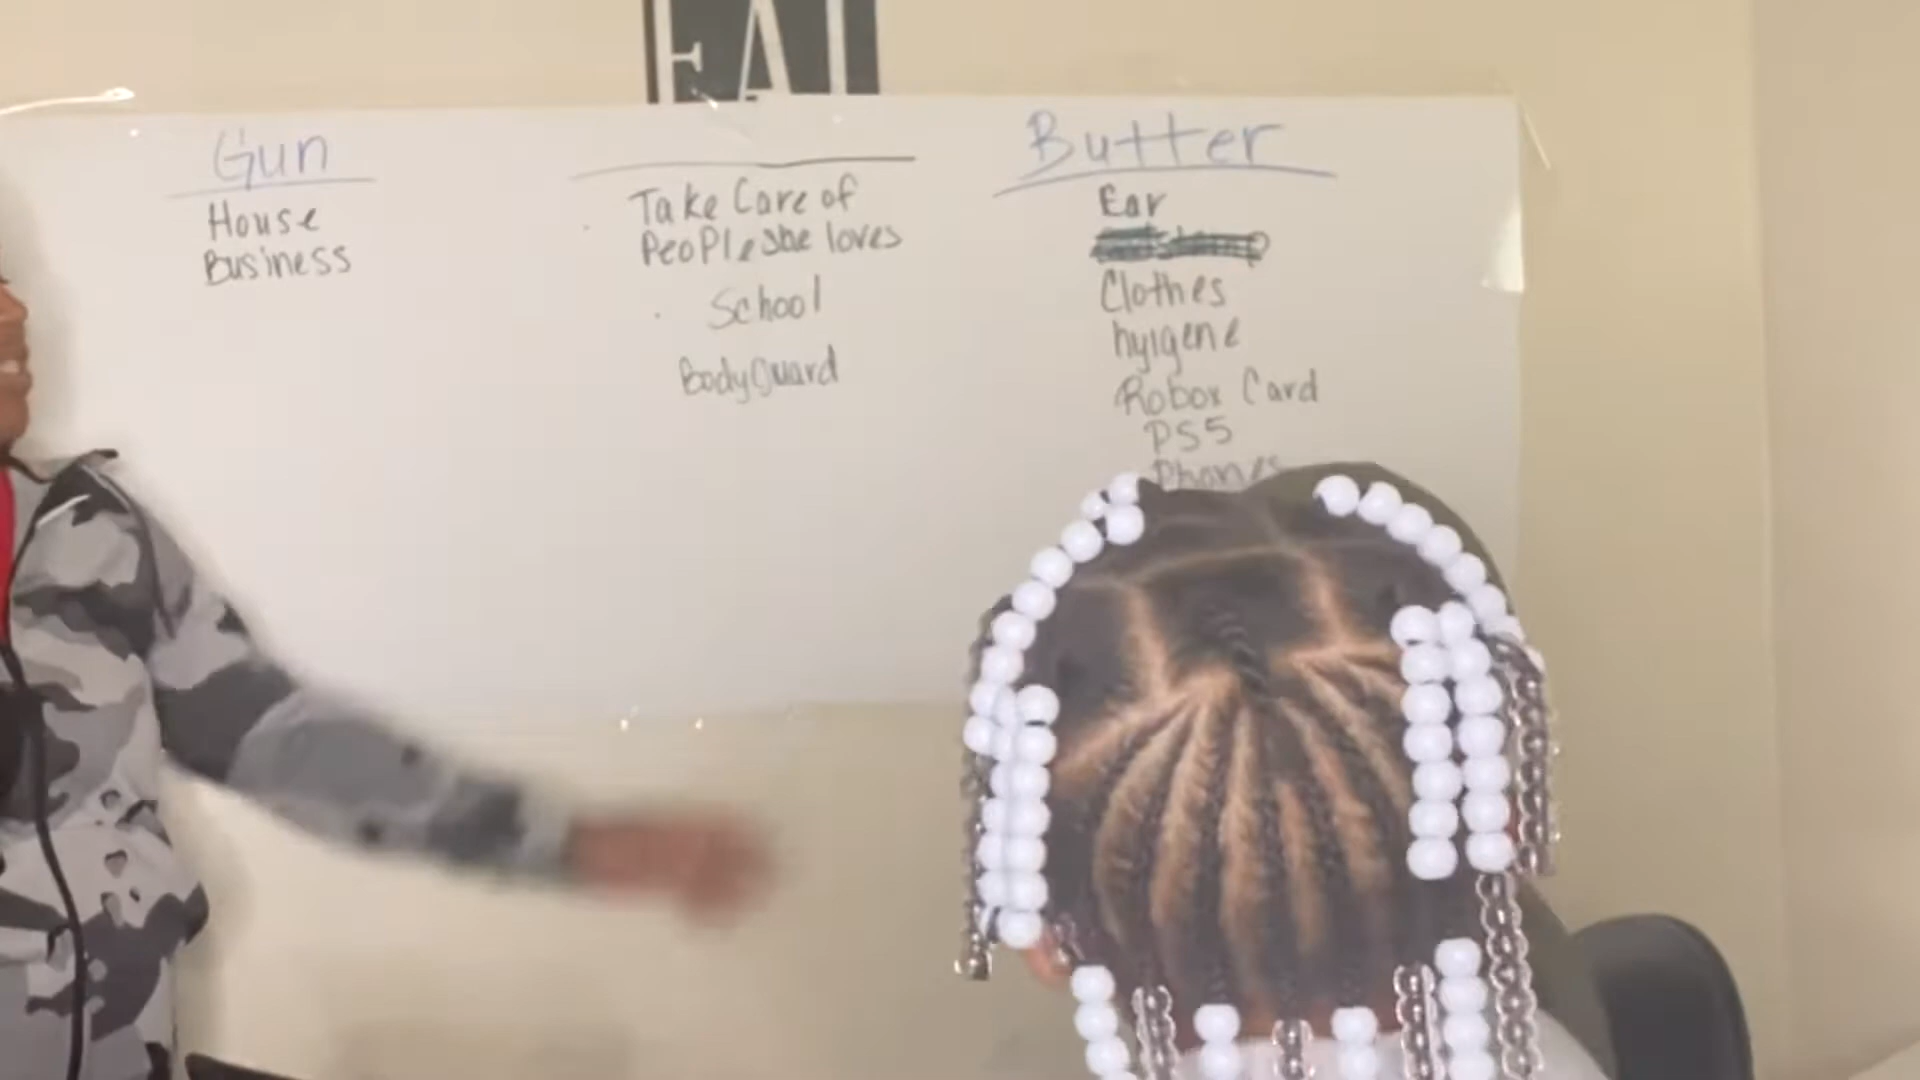 EAL
Gun
House
Business
Take Care of
People she loves
School
BodyGuard
Butter
Ear
Clothes
hyigene
Robox Card
PS5
Phones